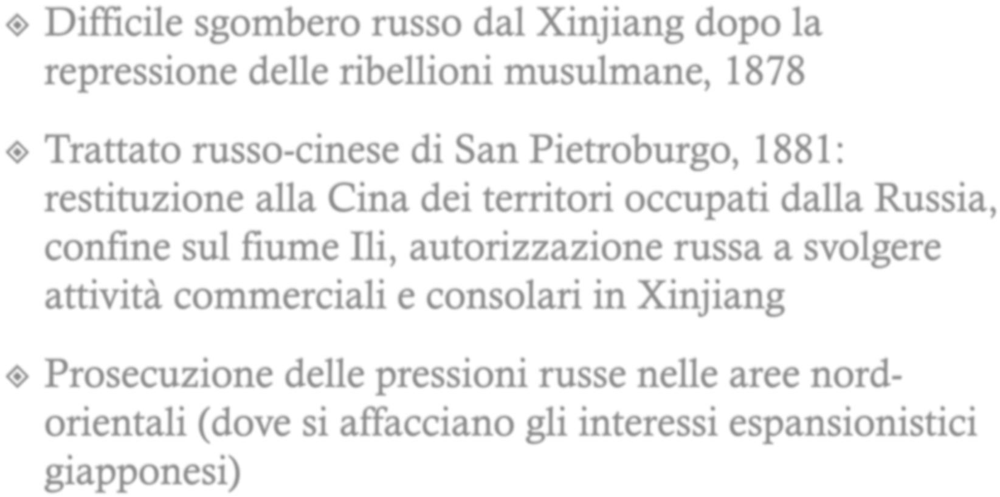 Difficile sgombero russo dal Xinjiang dopo la
repressione delle ribellioni musulmane, 1878
Trattato russo-cinese di San Pietroburgo, 1881:
restituzione alla Cina dei territori occupati dalla Russia,
confine sul fiume Ili, autorizzazione russa a svolgere
attività commerciali e consolari in Xinjiang
Prosecuzione delle pressioni russe nelle aree nord-
orientali (dove si affacciano gli interessi espansionistici
giapponesi)